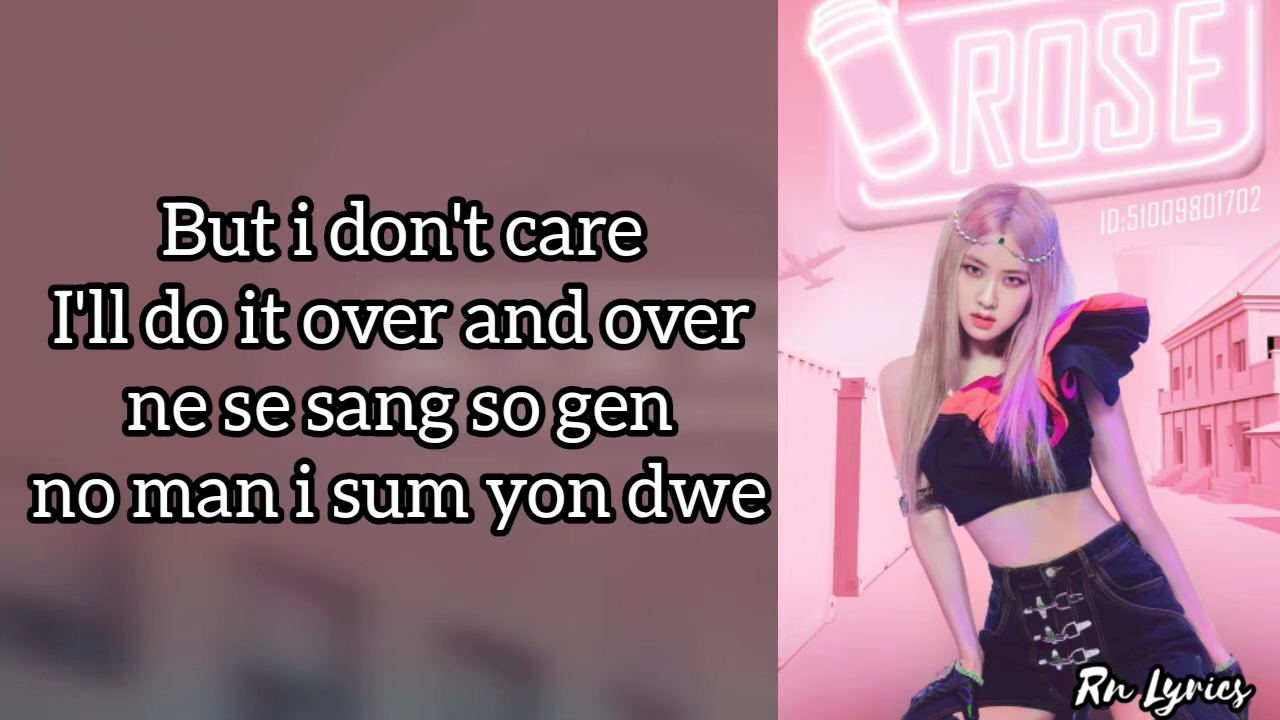 But i don't care
I'll do it over and over
ne se sang so gen
no man i sum yon dwe
ROSE
ID:51009801702
Rn Lyrics